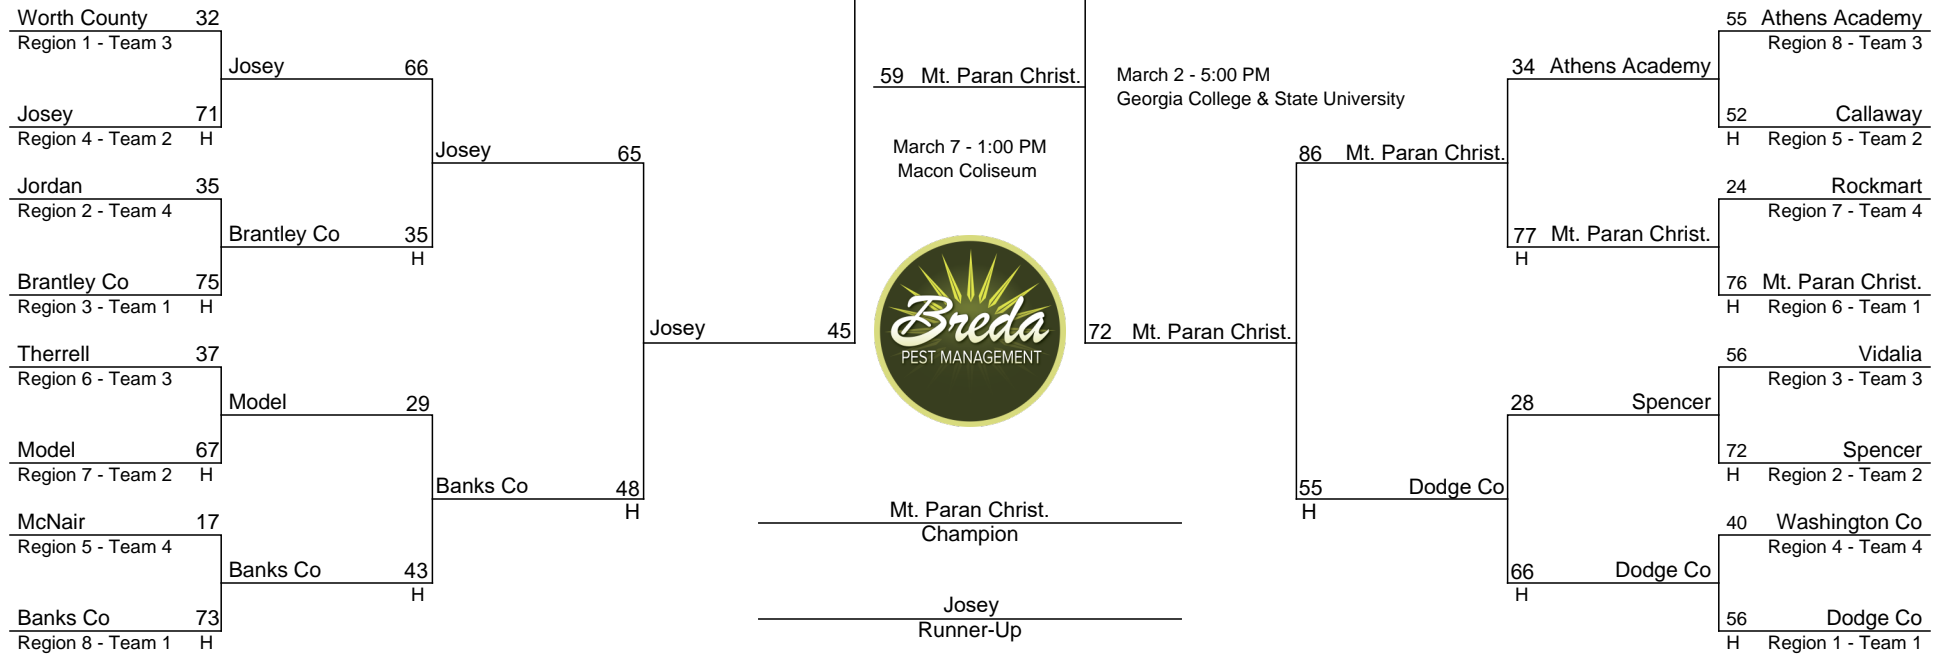 Worth County 32
Region 1 - Team 3
Josey 66
Josey 71
Region 4 - Team 2 H
Josey 65
Jordan 35
Region 2 - Team 4
Brantley Co 35
H
Brantley Co 75
Region 3 - Team 1 H
Josey 45
Therrell 37
Region 6 - Team 3
Model 29
Model 67
Region 7 - Team 2 H
Banks Co 48
H
McNair 17
Region 5 - Team 4
Banks Co 43
H
Banks Co 73
Region 8 - Team 1 H
59 Mt. Paran Christ.
March 7 - 1:00 PM
Macon Coliseum
Breda
PEST MANAGEMENT
Mt. Paran Christ.
Champion
Josey
Runner-Up
March 2 - 5:00 PM
Georgia College & State University
72 Mt. Paran Christ.
86 Mt. Paran Christ.
55 Dodge Co
H
34 Athens Academy
77 Mt. Paran Christ.
H
28 Spencer
66 Dodge Co
H
55 Athens Academy
Region 8 - Team 3
52 Callaway
H Region 5 - Team 2
24 Rockmart
Region 7 - Team 4
76 Mt. Paran Christ.
H Region 6 - Team 1
56 Vidalia
Region 3 - Team 3
72 Spencer
H Region 2 - Team 2
40 Washington Co
Region 4 - Team 4
56 Dodge Co
H Region 1 - Team 1